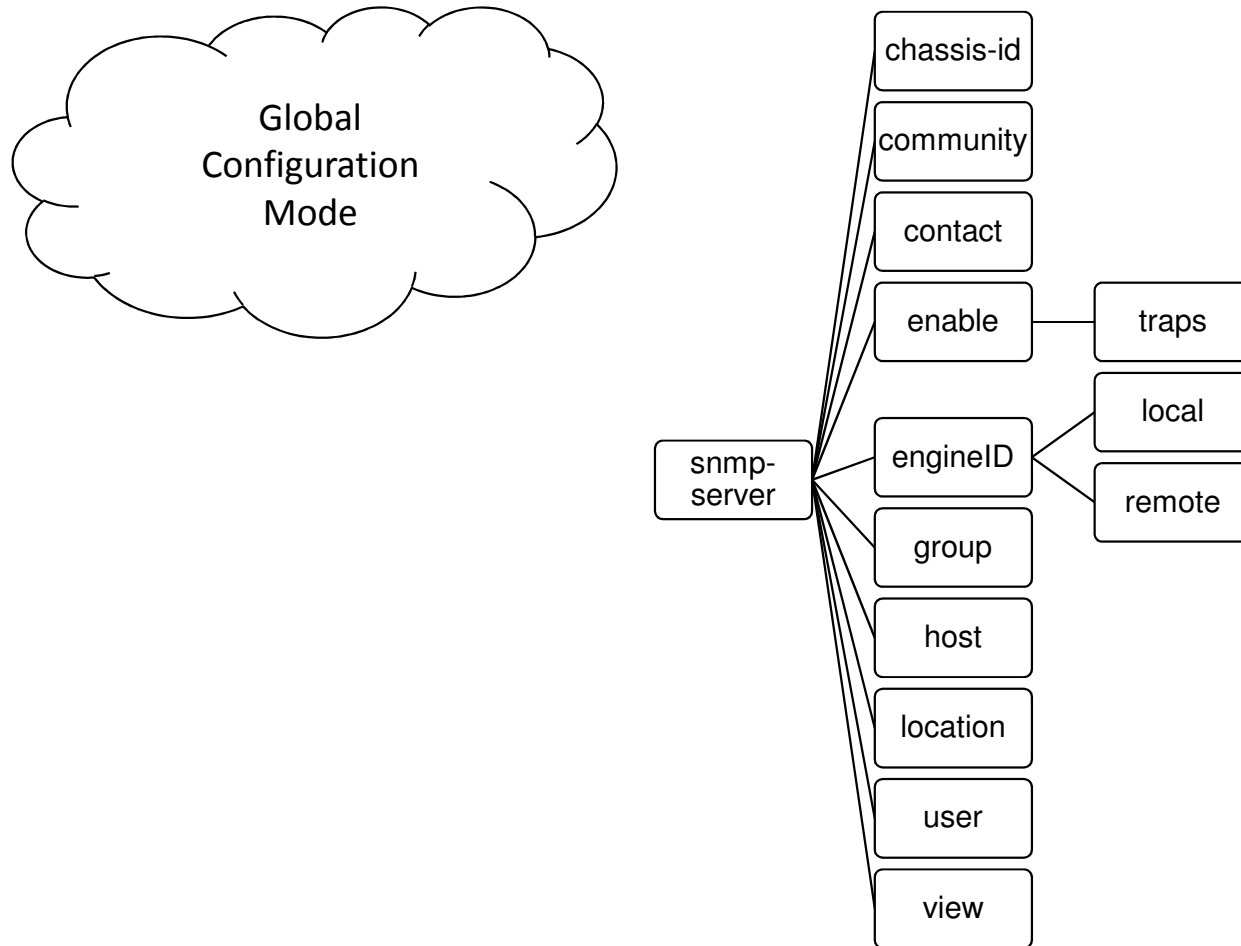 Global
Configuration
Mode
chassis-id
community
contact
enable
traps
local
snmp-
server
engineID
remote
group
host
location
user
view